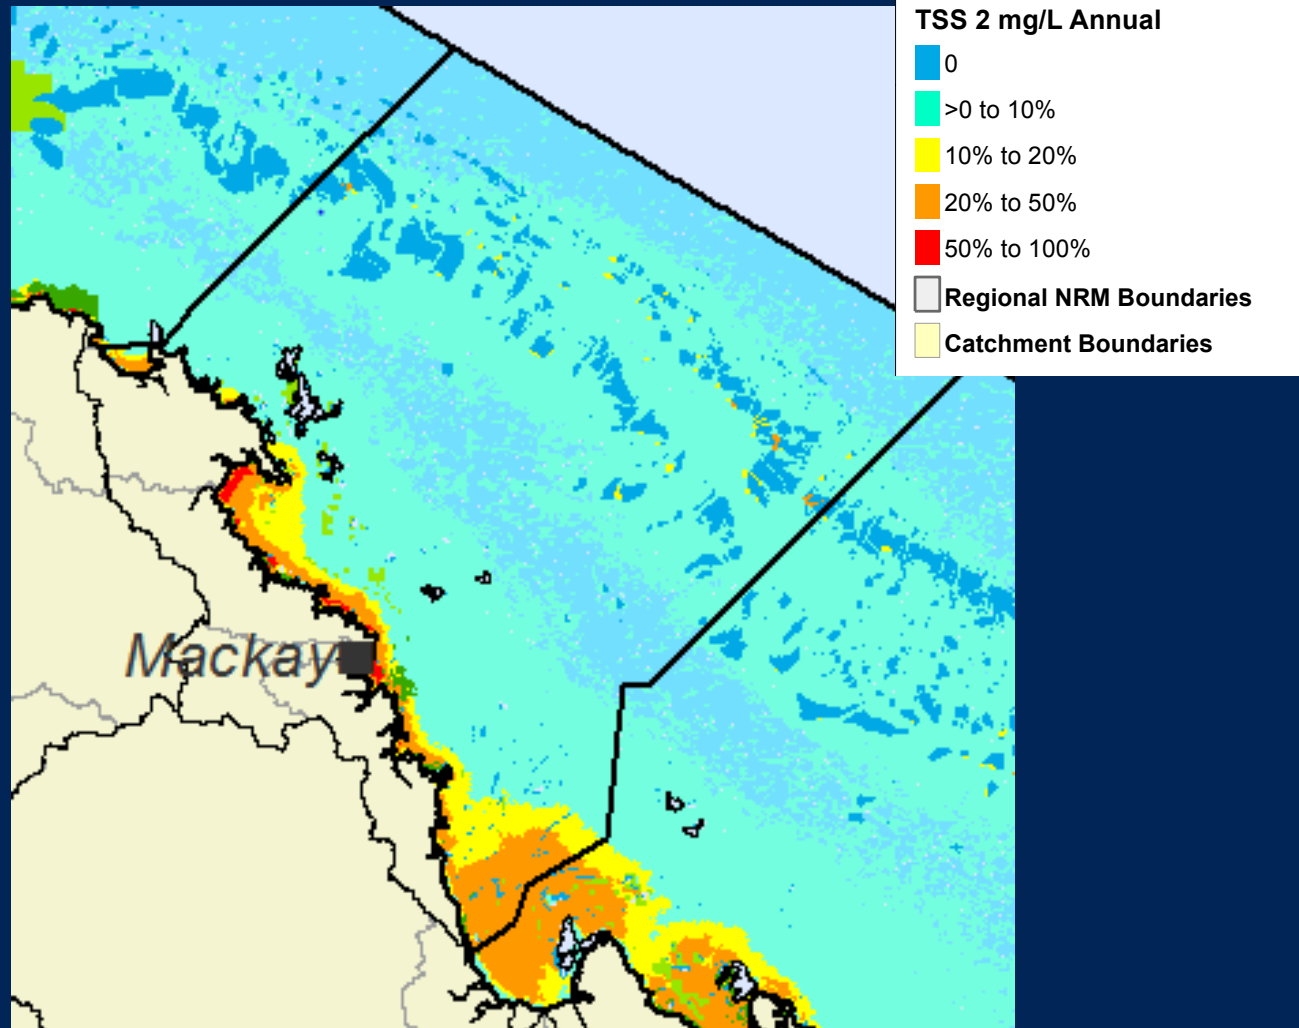 TSS 2 mg/L Annual
0
>0 to 10%
10% to 20%
20% to 50%
50% to 100%
Regional NRM Boundaries
Catchment Boundaries
Mackay